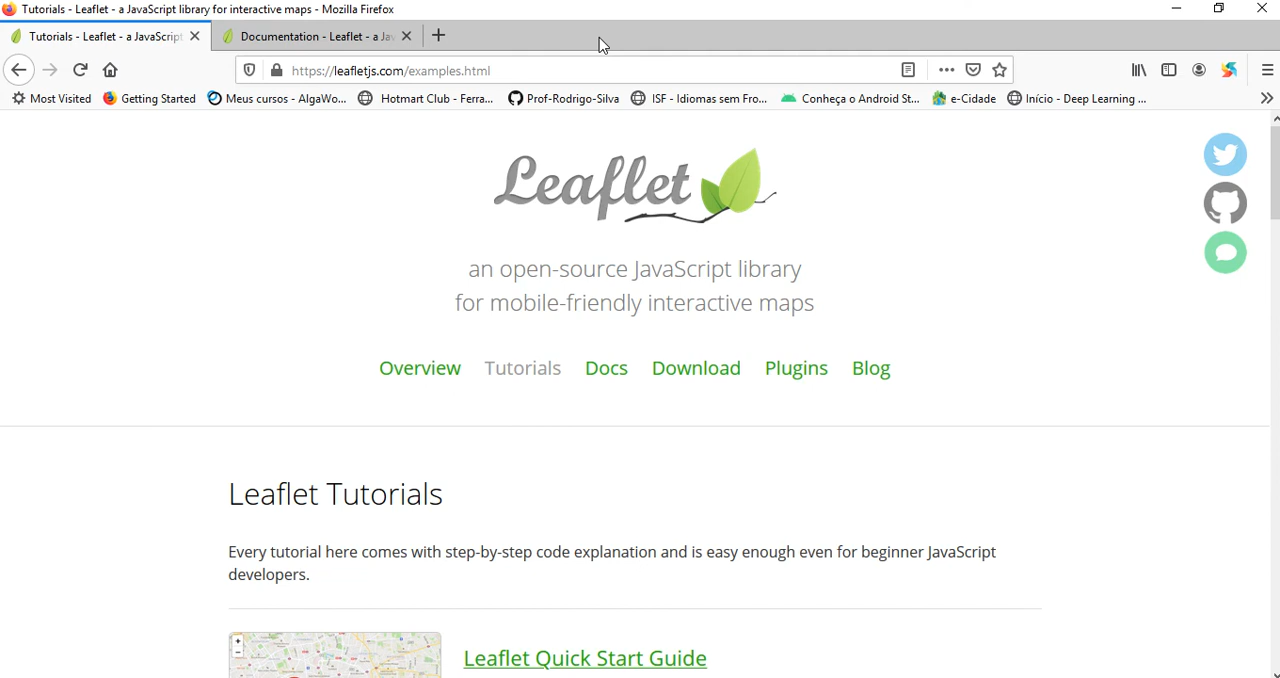 Tutorials - Leaflet - a JavaScript library for interactive maps - Mozilla Firefox
Tutorials - Leaflet - a JavaScript
Documentation - Leaflet - a Jav
https://leafletjs.com/examples.html
Most Visited
Getting Started
Meus cursos - AlgaWo...
Hotmart Club - Ferra...
Prof-Rodrigo-Silva
ISF - Idiomas sem Fro...
Conheça o Android St...
e-Cidade
Início - Deep Learning ...
Leaflet
an open-source JavaScript library
for mobile-friendly interactive maps
Overview Tutorials Docs Download Plugins Blog
Leaflet Tutorials
Every tutorial here comes with step-by-step code explanation and is easy enough even for beginner JavaScript
developers.
Leaflet Quick Start Guide